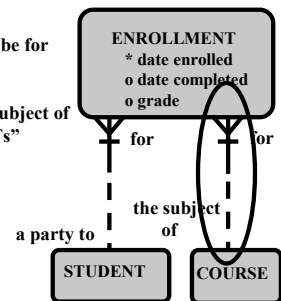 be for
ENROLLMENT
* date enrolled
o date completed
o grade
ubject of
s”
for
for
the subject
of
a party to
STUDENT
COURSE